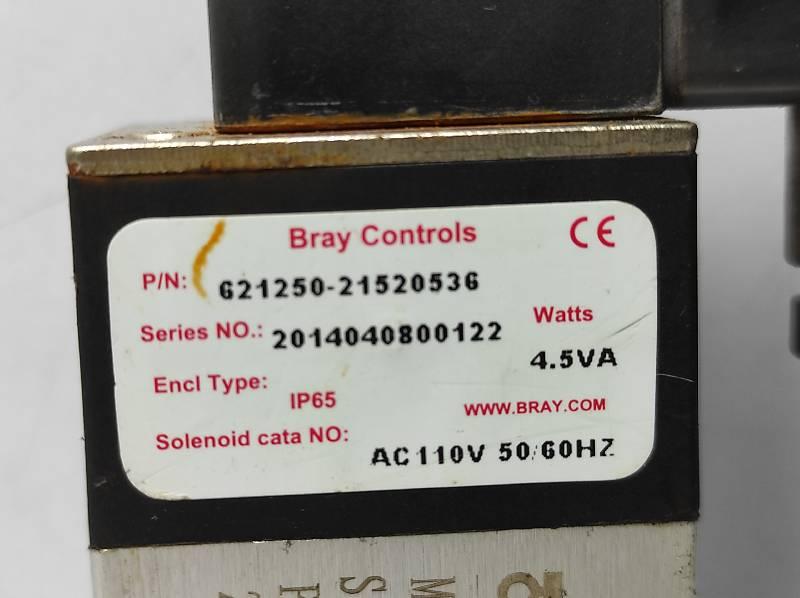 Bray Controls CE
P/N: 621250-21520536
Series NO.: 2014040800122
Watts
4.5VA
Encl Type: IP65
WWW.BRAY.COM
Solenoid cata NO: AC110V 50/60HZ
M
S
P